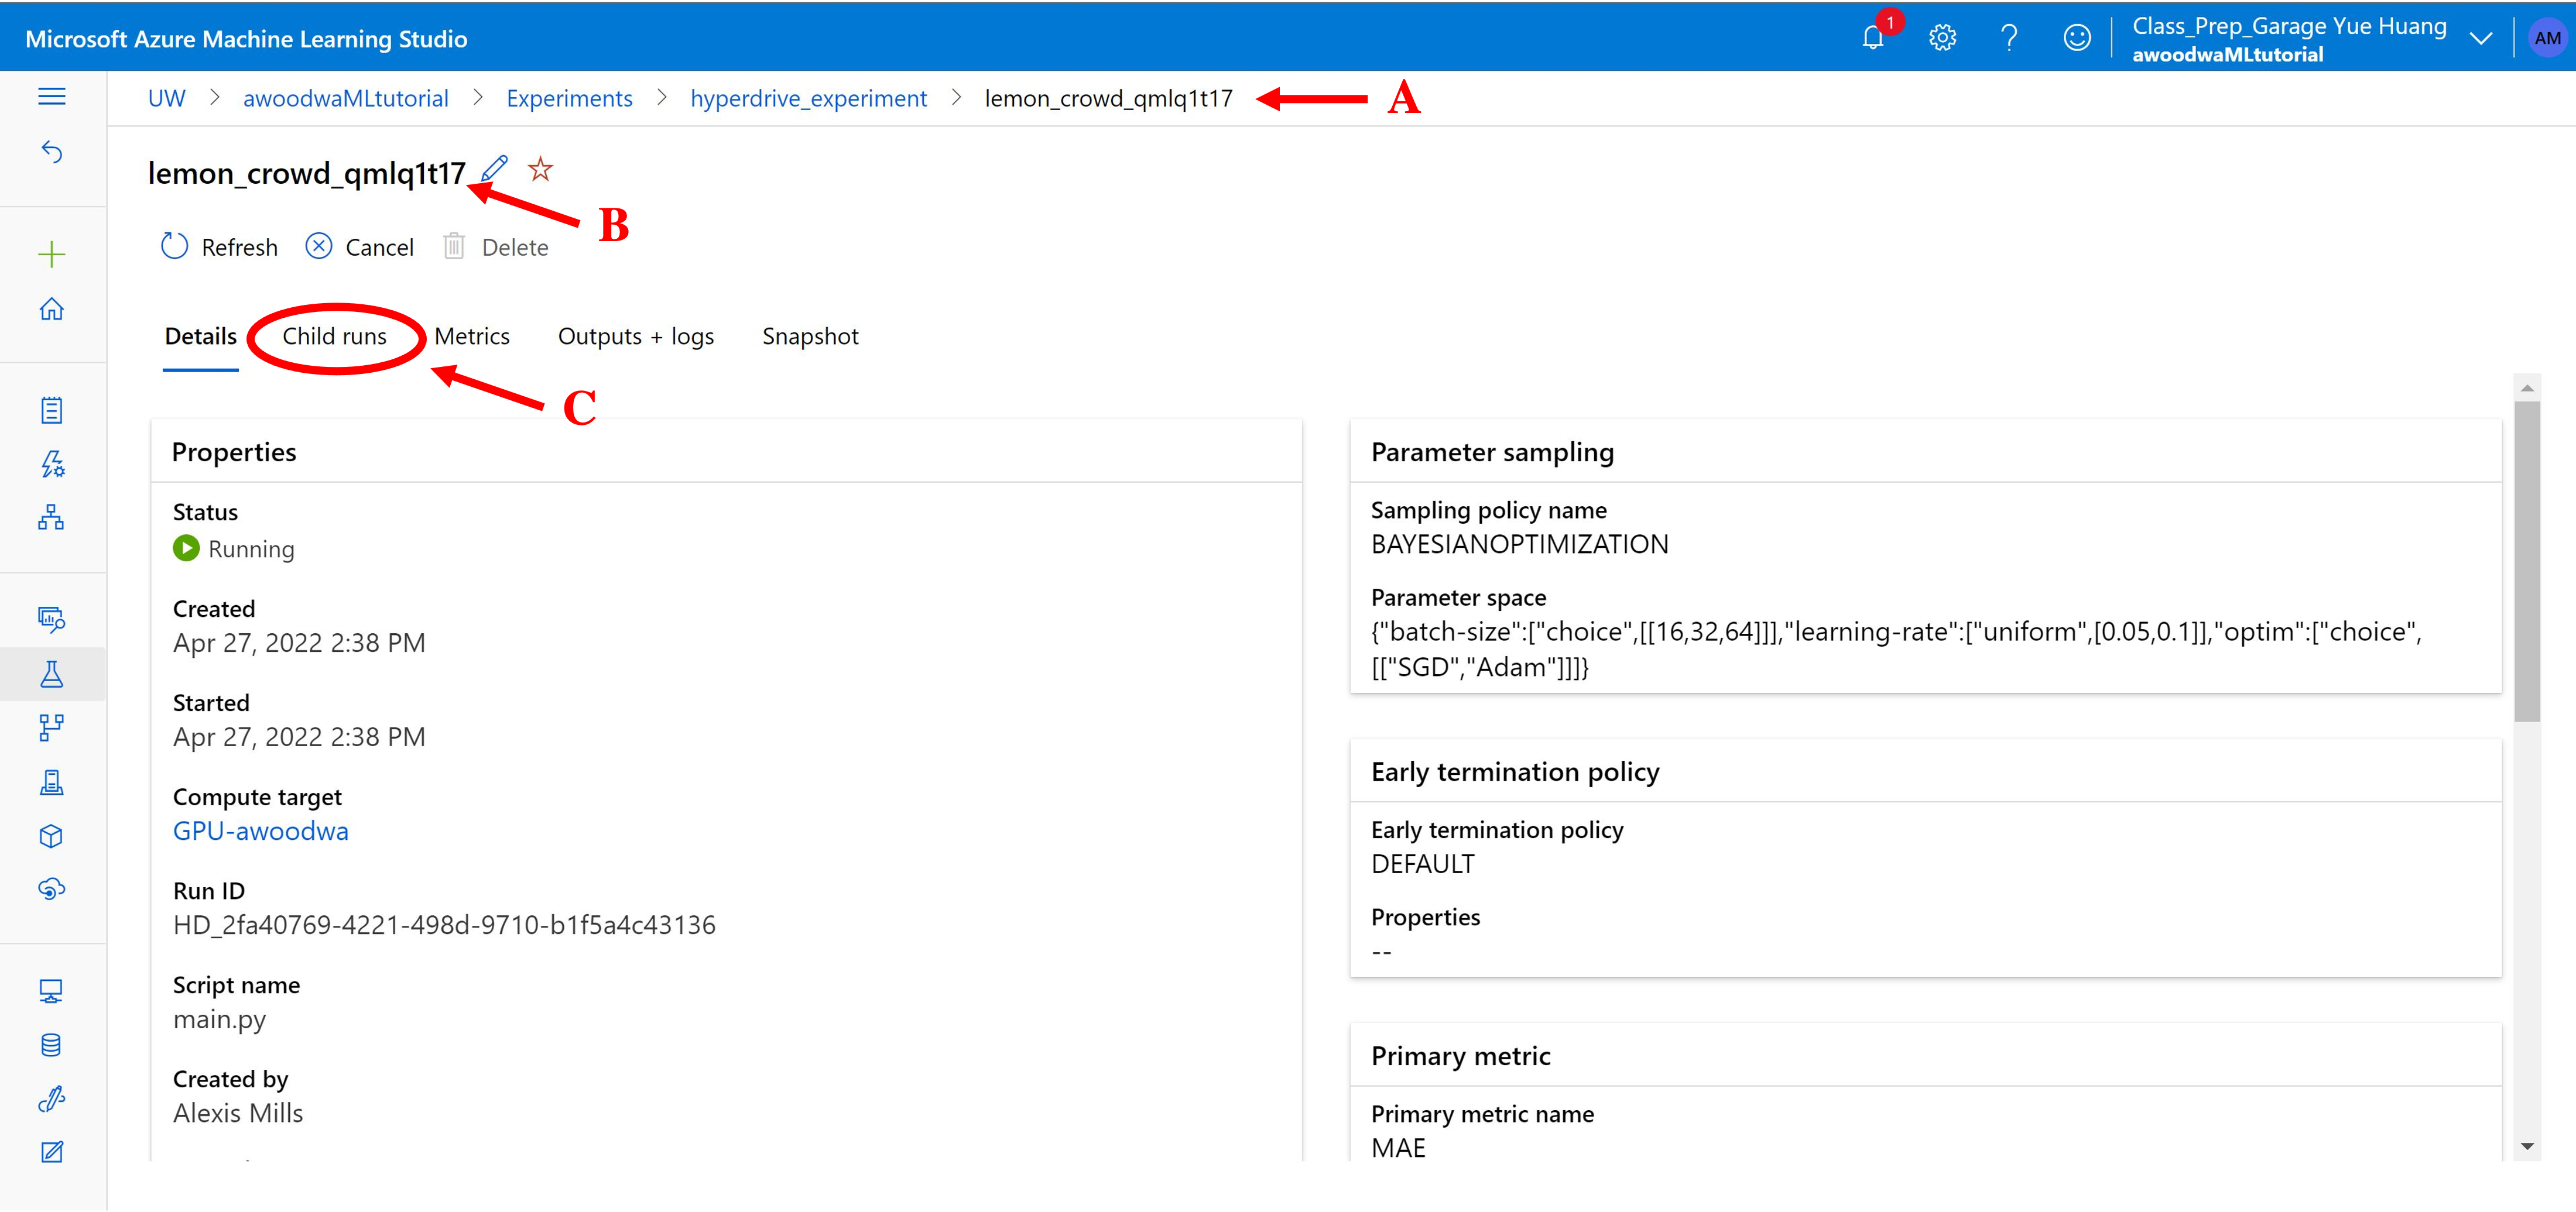 Microsoft Azure Machine Learning Studio
1
Class_Prep_Garage Yue Huang
awoodwaMLtutorial
AM
UW > awoodwaMLtutorial > Experiments > hyperdrive_experiment > lemon_crowd_qmlq1t17
A
lemon_crowd_qmlq1t17
B
Refresh Cancel Delete
Details Child runs Metrics Outputs + logs Snapshot
C
Properties
Status
Running
Created
Apr 27, 2022 2:38 PM
Started
Apr 27, 2022 2:38 PM
Compute target
GPU-awoodwa
Run ID
HD_2fa40769-4221-498d-9710-b1f5a4c43136
Script name
main.py
Created by
Alexis Mills
Parameter sampling
Sampling policy name
BAYESIANOPTIMIZATION
Parameter space
{"batch-size":["choice",[[16,32,64]]],"learning-rate":["uniform",[0.05,0.1]],"optim":["choice",
[["SGD","Adam"]]]}
Early termination policy
Early termination policy
DEFAULT
Properties
--
Primary metric
Primary metric name
MAE